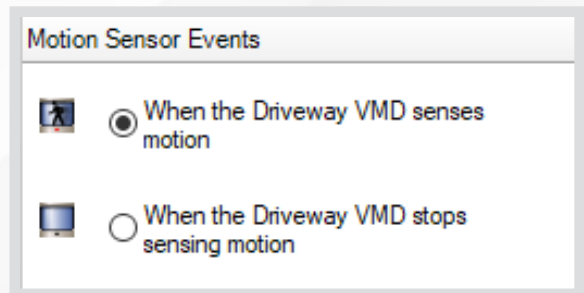 Motion Sensor Events
When the Driveway VMD senses
motion
When the Driveway VMD stops
sensing motion